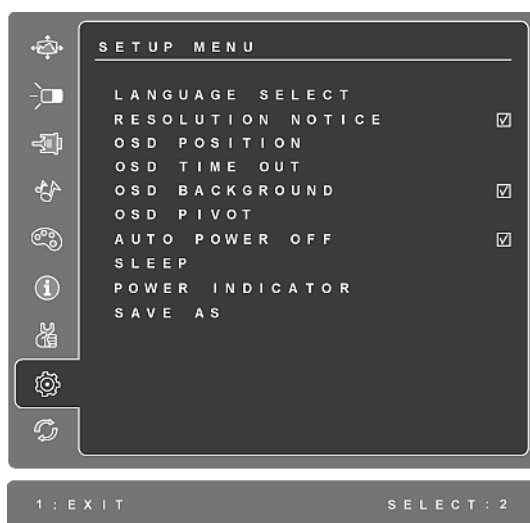 SETUP MENU
LANGUAGE SELECT
RESOLUTION NOTICE
OSD POSITION
OSD TIME OUT
OSD BACKGROUND
OSD PIVOT
AUTO POWER OFF
SLEEP
POWER INDICATOR
SAVE AS
1:EXIT SELECT:2